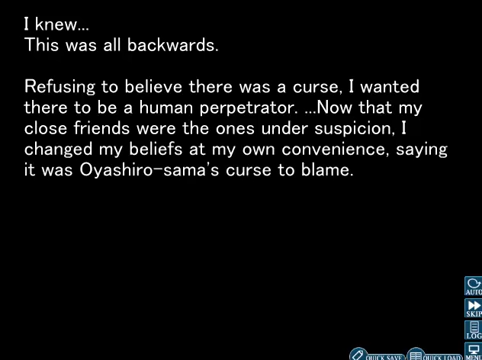 I knew...
This was all backwards.
Refusing to believe there was a curse, I wanted
there to be a human perpetrator. ...Now that my
close friends were the ones under suspicion, I
changed my beliefs at my own convenience, saying
it was Oyashiro-sama's curse to blame.
AUTO
SKIP
LOG
QUICK SAVE
QUICK LOAD
MENU